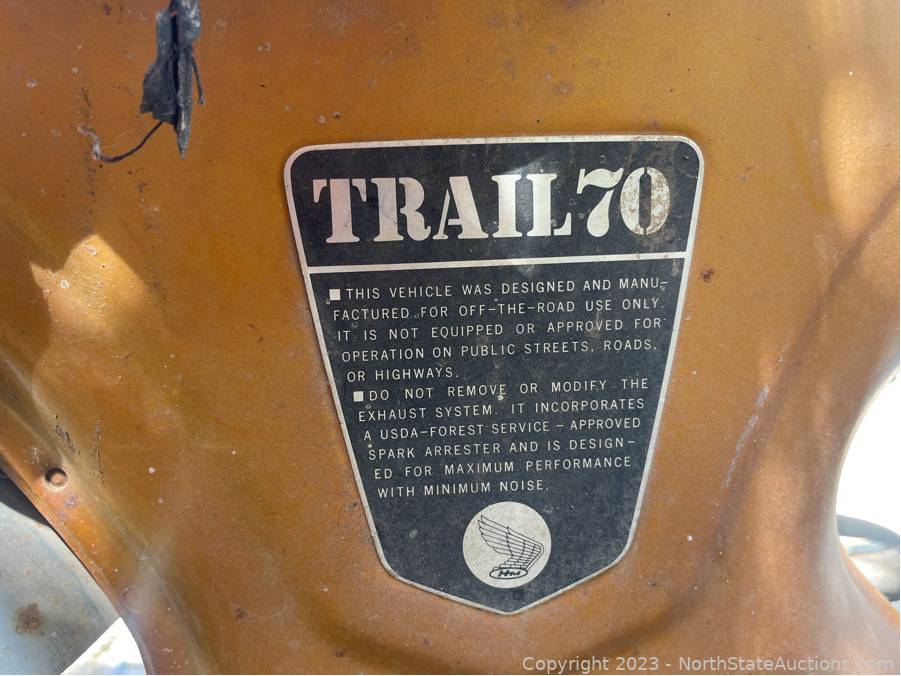 TRAIL70
■ THIS VEHICLE WAS DESIGNED AND MANU-
FACTURED FOR OFF-THE-ROAD USE ONLY.
IT IS NOT EQUIPPED OR APPROVED FOR
OPERATION ON PUBLIC STREETS, ROADS,
OR HIGHWAYS.
■ DO NOT REMOVE OR MODIFY THE
EXHAUST SYSTEM. IT INCORPORATES
A USDA-FOREST SERVICE - APPROVED
SPARK ARRESTER AND IS DESIGN-
ED FOR MAXIMUM PERFORMANCE
WITH MINIMUM NOISE.
HM
Copyright © 2023 - NorthStateAuctions.com